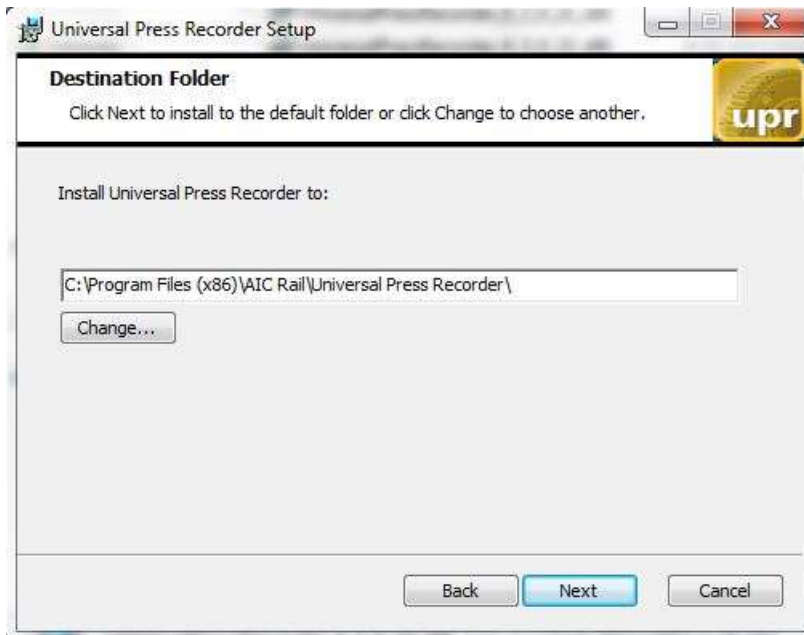 Universal Press Recorder Setup
Destination Folder
Click Next to install to the default folder or click Change to choose another.
upr
Install Universal Press Recorder to:
C:\Program Files (x86)\AIC Rail\Universal Press Recorder\
Change...
Back Next Cancel